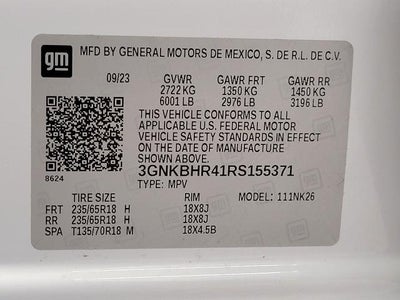 gm
MFD BY GENERAL MOTORS DE MEXICO, S. DE R.L. DE C.V.
09/23 GVWR GAWR FRT GAWR RR
2722 KG 1350 KG 1450 KG
6001 LB 2976 LB 3196 LB
THIS VEHICLE CONFORMS TO ALL
APPLICABLE U.S. FEDERAL MOTOR
VEHICLE SAFETY STANDARDS IN EFFECT
ON THE DATE OF MANUFACTURE
SHOWN ABOVE.
3GNKBHR41RS155371
8624 TYPE: MPV
TIRE SIZE RIM MODEL: 111NK26
FRT 235/65R18 H 18X8J
RR 235/65R18 H 18X8J
SPA T135/70R18 M 18X4.5B